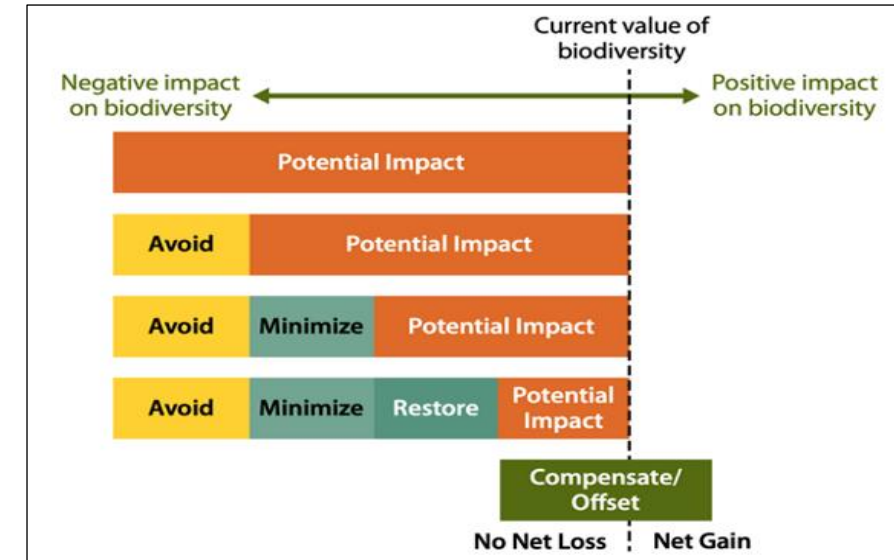 Current value of
biodiversity
Negative impact
on biodiversity
Positive impact
on biodiversity
Potential Impact
Avoid Potential Impact
Avoid Minimize Potential Impact
Avoid Minimize Restore Potential
Impact
Compensate/
Offset
No Net Loss Net Gain